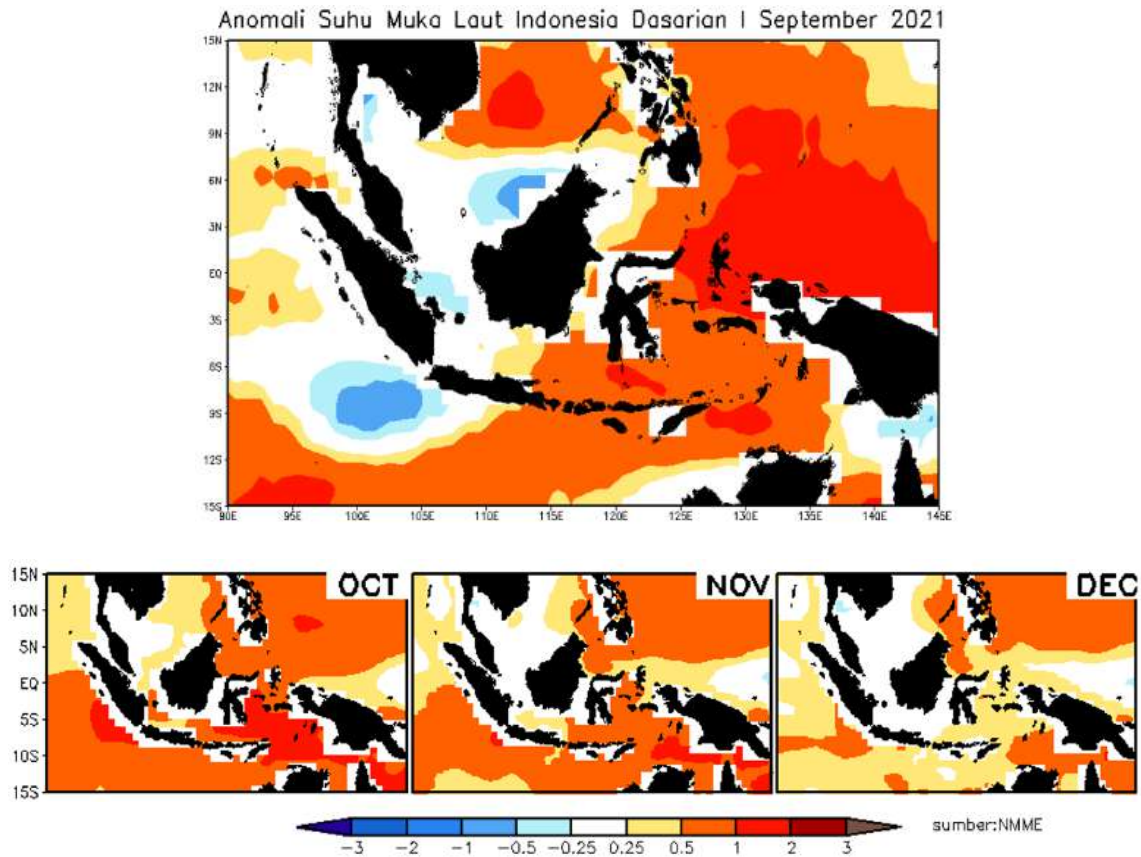 Anomali Suhu Muka Laut Indonesia Dasarian I September 2021
15N
12N
9N
6N
3N
EQ
3S
6S
9S
12S
15S
90E 95E 100E 105E 110E 115E 120E 125E 130E 135E 140E 145E
OCT NOV DEC
15N
10N
5N
EQ
5S
10S
15S
-3 -2 -1 -0.5 -0.25 0.25 0.5 1 2 3
sumber:NMME